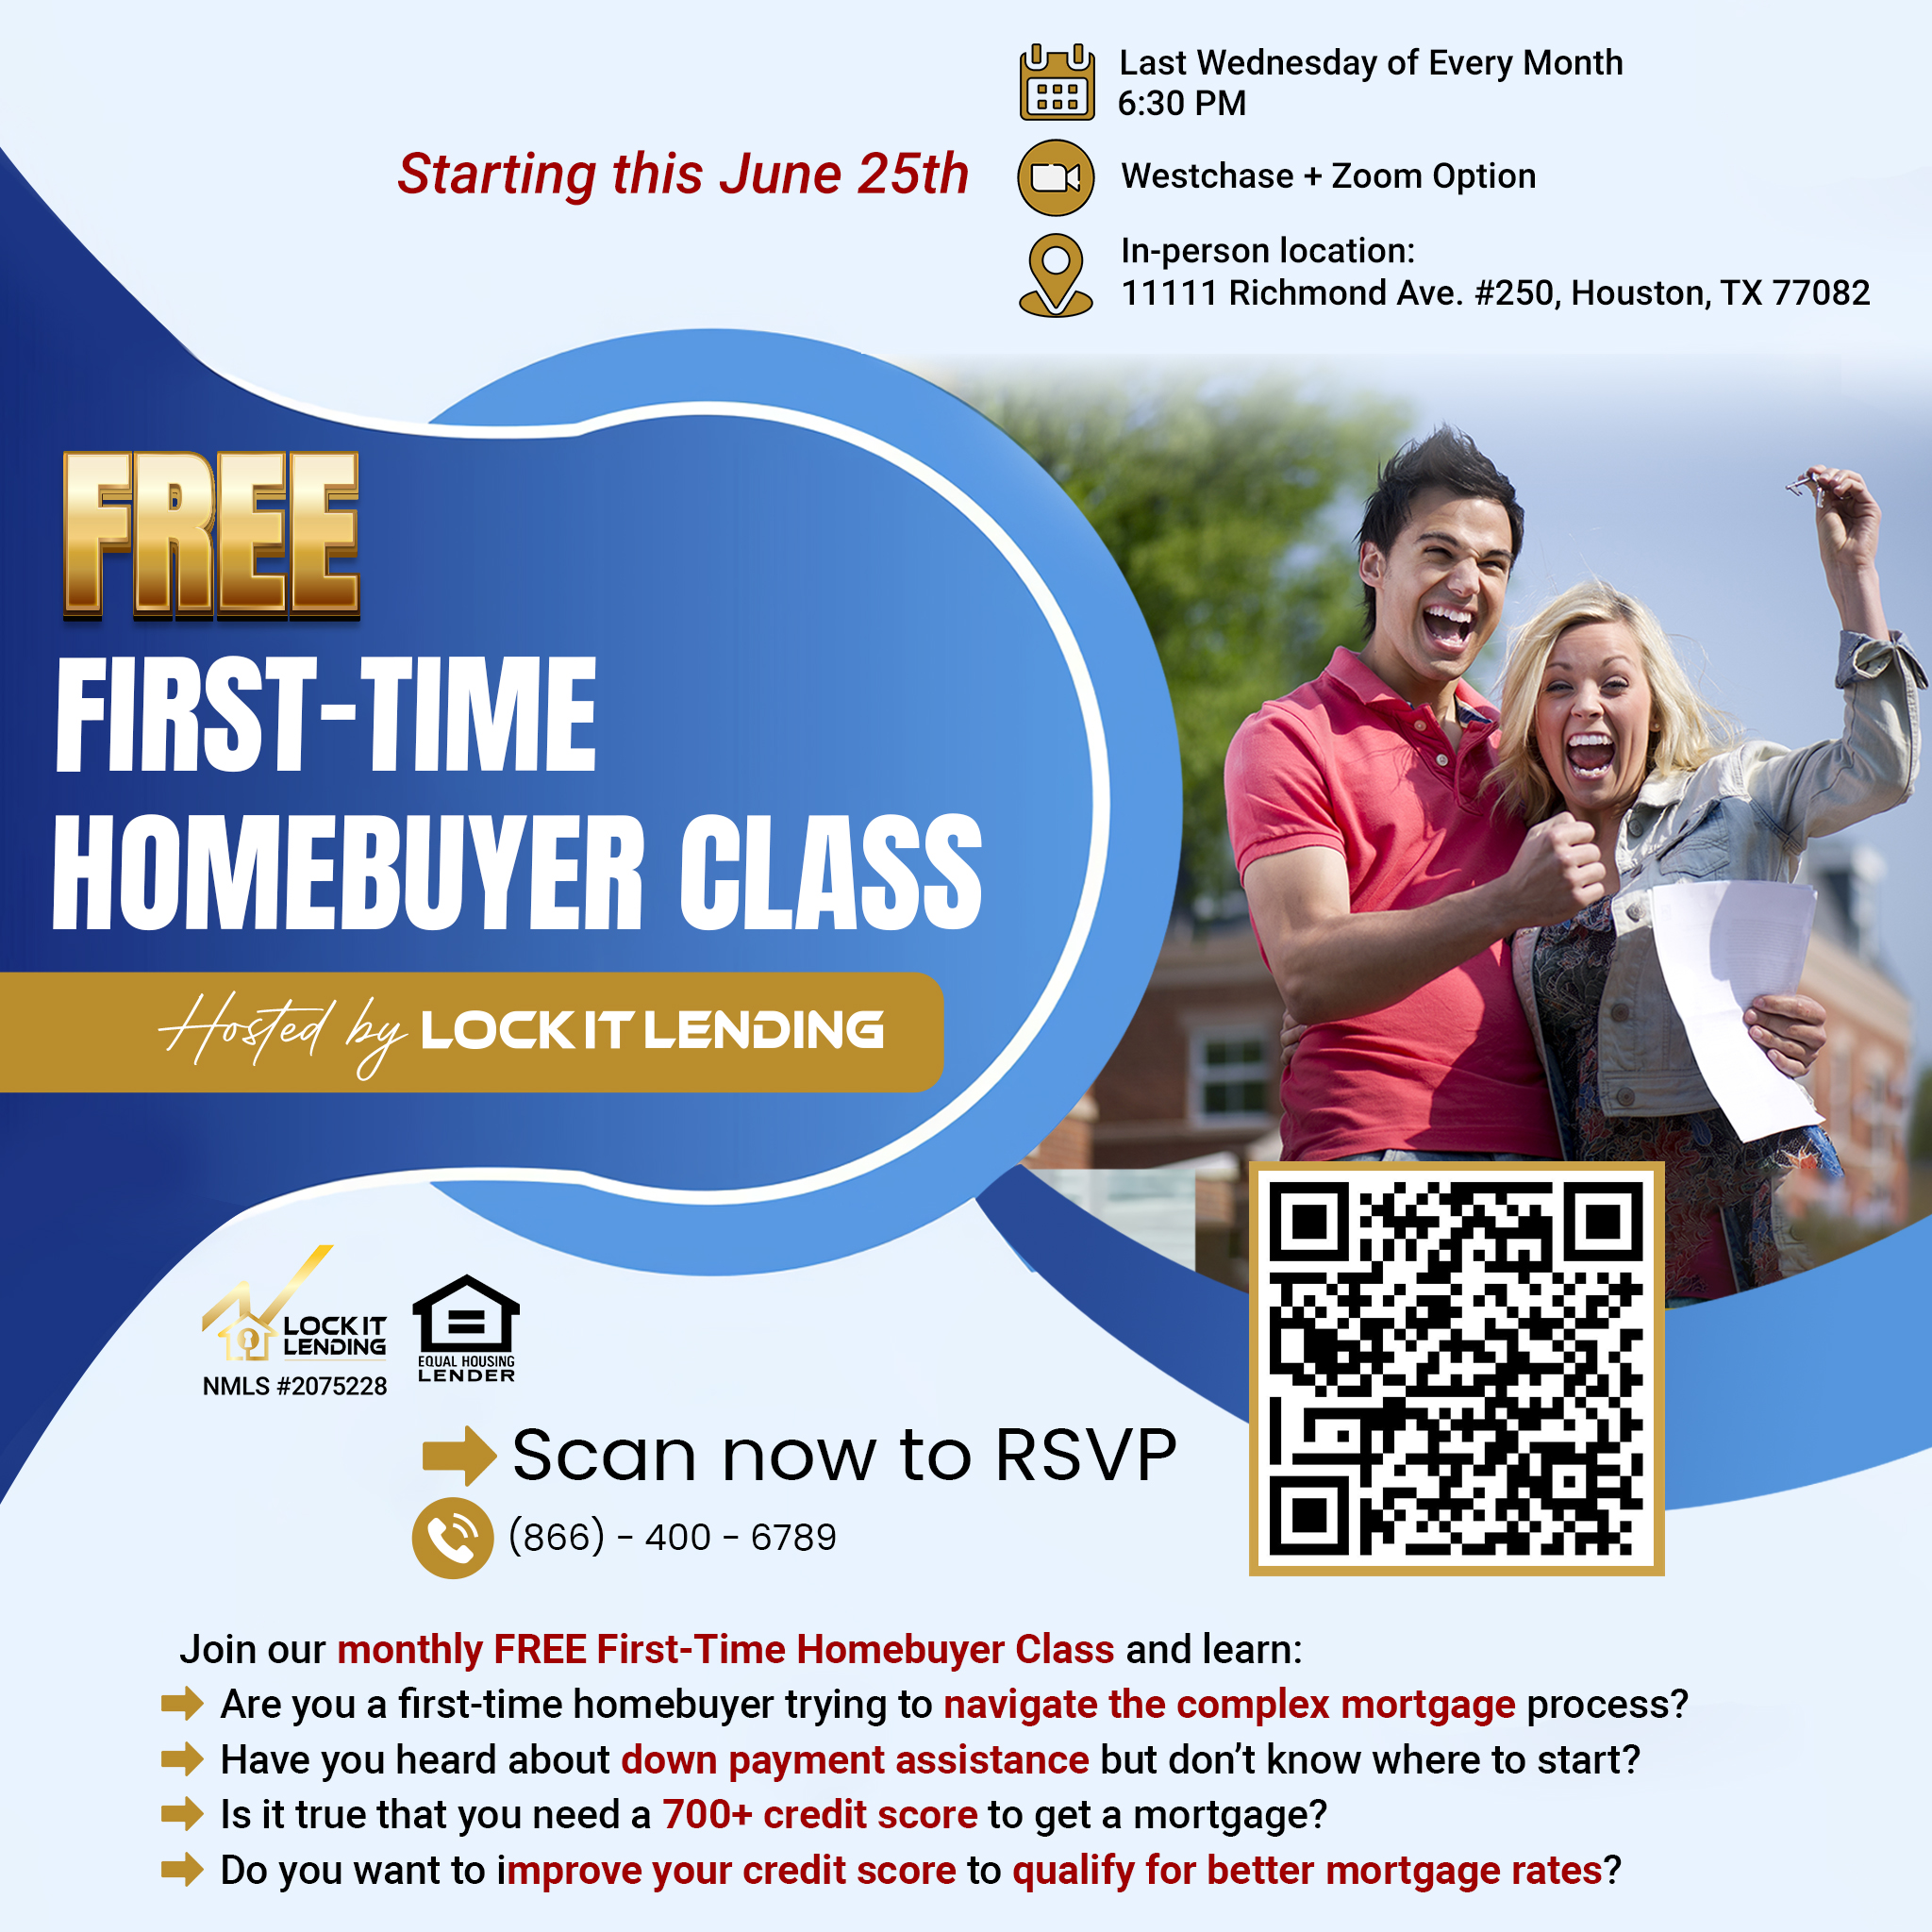 Last Wednesday of Every Month
6:30 PM
Starting this June 25th
Westchase + Zoom Option
In-person location:
11111 Richmond Ave. #250, Houston, TX 77082
FREE
FIRST-TIME
HOMEBUYER CLASS
Hosted by LOCK IT LENDING
LOCK IT
LENDING
NMLS #2075228
EQUAL HOUSING
LENDER
Scan now to RSVP
(866) - 400 - 6789
Join our monthly FREE First-Time Homebuyer Class and learn:
Are you a first-time homebuyer trying to navigate the complex mortgage process?
Have you heard about down payment assistance but don’t know where to start?
Is it true that you need a 700+ credit score to get a mortgage?
Do you want to improve your credit score to qualify for better mortgage rates?